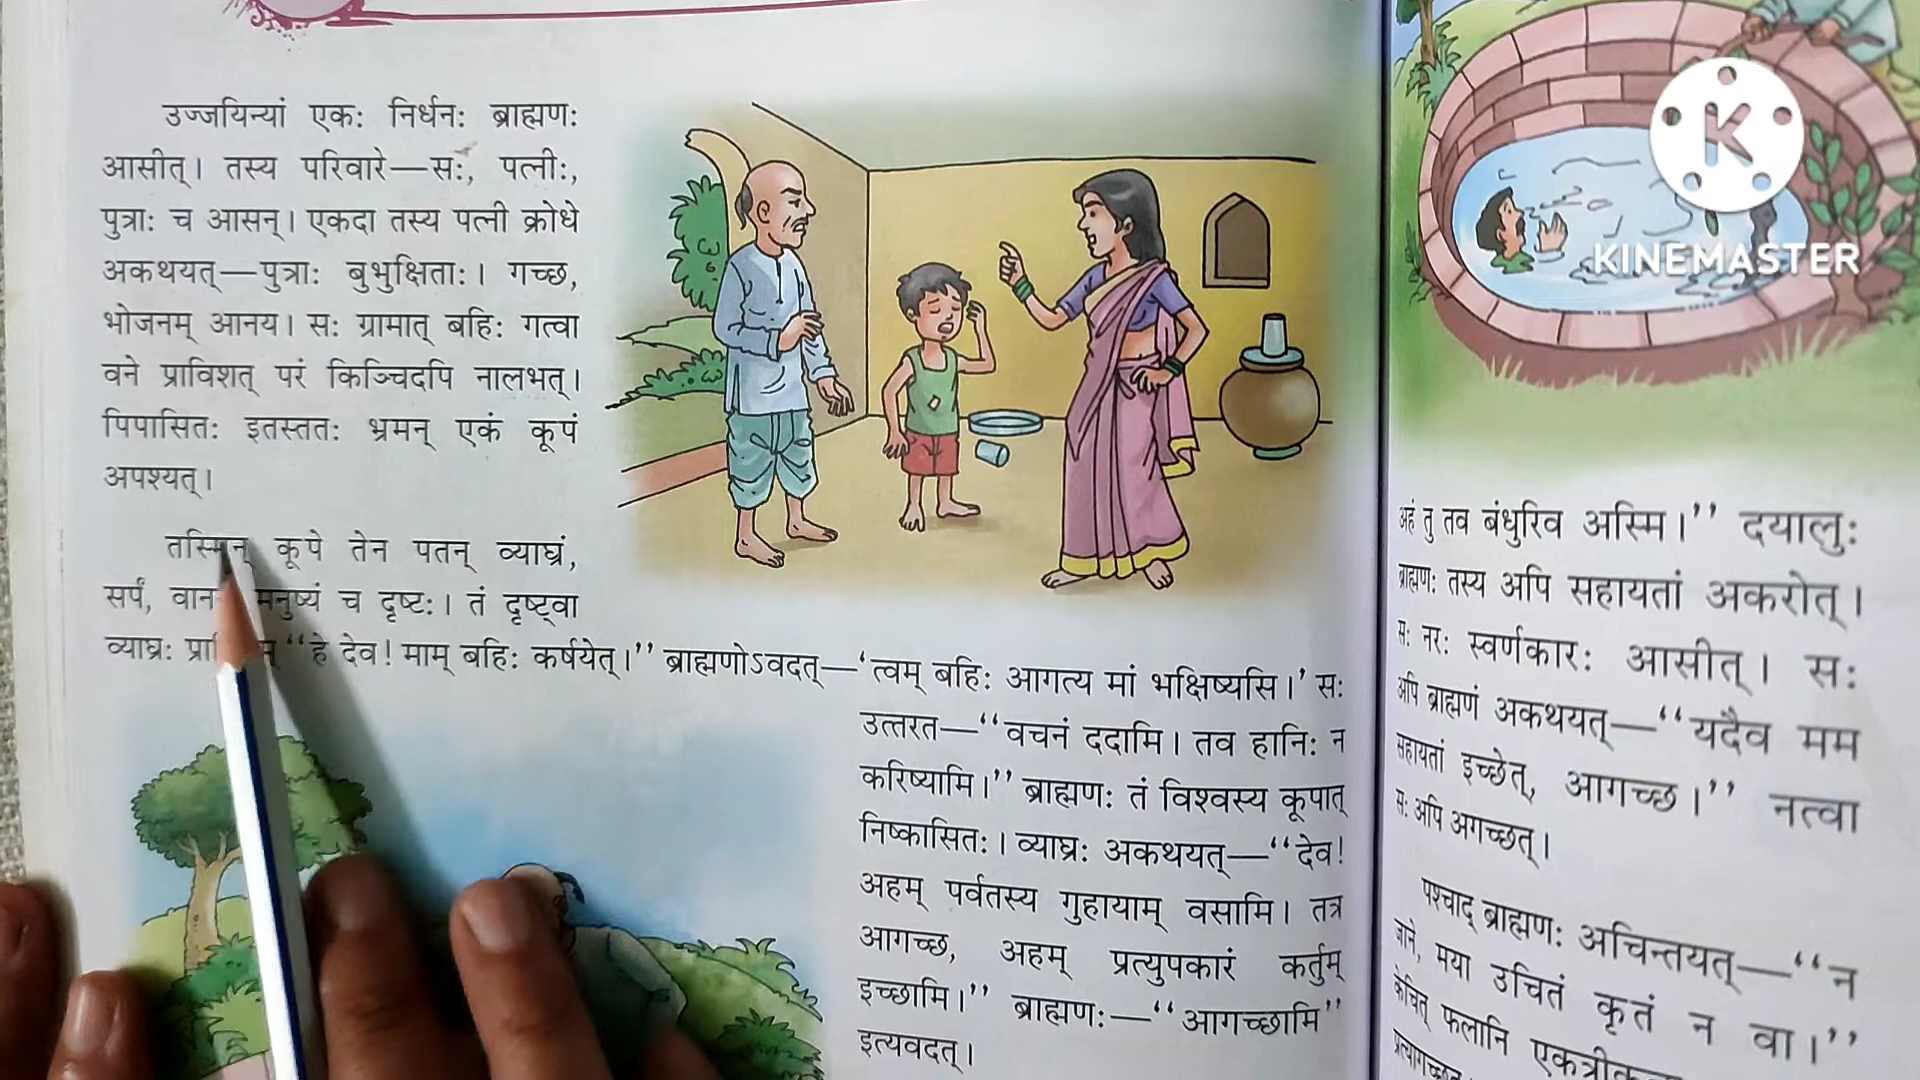 उज्जयिन्यां एकः निर्धनः ब्राह्मणः
आसीत्। तस्य परिवारे—सः, पत्नीः,
पुत्राः च आसन्। एकदा तस्य पत्नी क्रोधे
अकथयत्—पुत्राः बुभुक्षिताः। गच्छ,
भोजनम् आनय। सः ग्रामात् बहिः गत्वा
वने प्राविशत् परं किञ्चिदपि नालभत्।
पिपासितः इतस्ततः भ्रमन् एकं कूपं
अपश्यत्।
तस्मिन् कूपे तेन पतन् व्याघ्रं,
सर्पं, मनुष्यं च दृष्टः। तं दृष्ट्वा
व्याघ्रः “हे देव! माम् बहिः कर्षयेत्।” ब्राह्मणोऽवदत्—‘त्वम् बहिः आगत्य मां भक्षिष्यसि।’ सः
उत्तरत—“वचनं ददामि। तव हानिः न
करिष्यामि।” ब्राह्मणः तं विश्वस्य कूपात्
निष्कासितः। व्याघ्रः अकथयत्—“देव!
अहम् पर्वतस्य गुहायाम् वसामि। तत्र
आगच्छ, अहम् प्रत्युपकारं कर्तुम्
इच्छामि।” ब्राह्मणः—“आगच्छामि”
इत्यवदत्।
KINEMASTER
अहं तु तव बंधुरिव अस्मि।” दयालुः
ब्राह्मणः तस्य अपि सहायतां अकरोत्।
सः नरः स्वर्णकारः आसीत्। सः
अपि ब्राह्मणं अकथयत्—“यदैव मम
सहायतां इच्छेत्, आगच्छ।” नत्वा
सः अपि अगच्छत्।
पश्चाद् ब्राह्मणः अचिन्तयत्—“न
जाने, मया उचितं कृतं न वा।”
केचित् फलानि